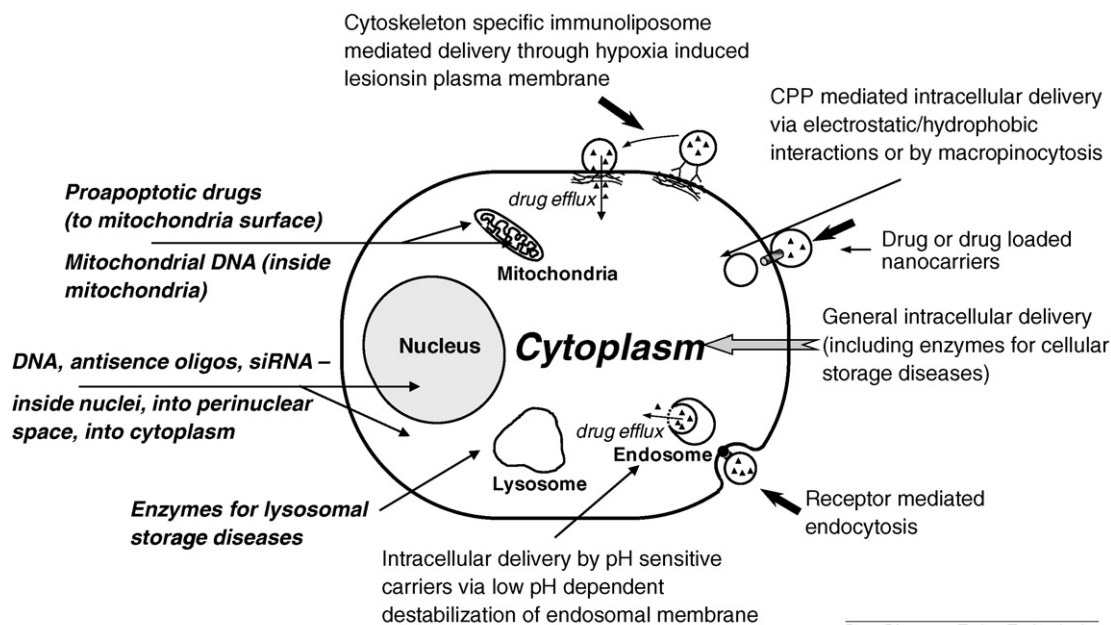 Cytoskeleton specific immunoliposome
mediated delivery through hypoxia induced
lesionsin plasma membrane
CPP mediated intracellular delivery
via electrostatic/hydrophobic
interactions or by macropinocytosis
Proapoptotic drugs
(to mitochondria surface)
Mitochondrial DNA (inside
mitochondria)
drug efflux
Mitochondria
Drug or drug loaded
nanocarriers
General intracellular delivery
(including enzymes for cellular
storage diseases)
Nucleus
Cytoplasm
DNA, antisence oligos, siRNA –
inside nuclei, into perinuclear
space, into cytoplasm
drug efflux
Endosome
Lysosome
Enzymes for lysosomal
storage diseases
Receptor mediated
endocytosis
Intracellular delivery by pH sensitive
carriers via low pH dependent
destabilization of endosomal membrane